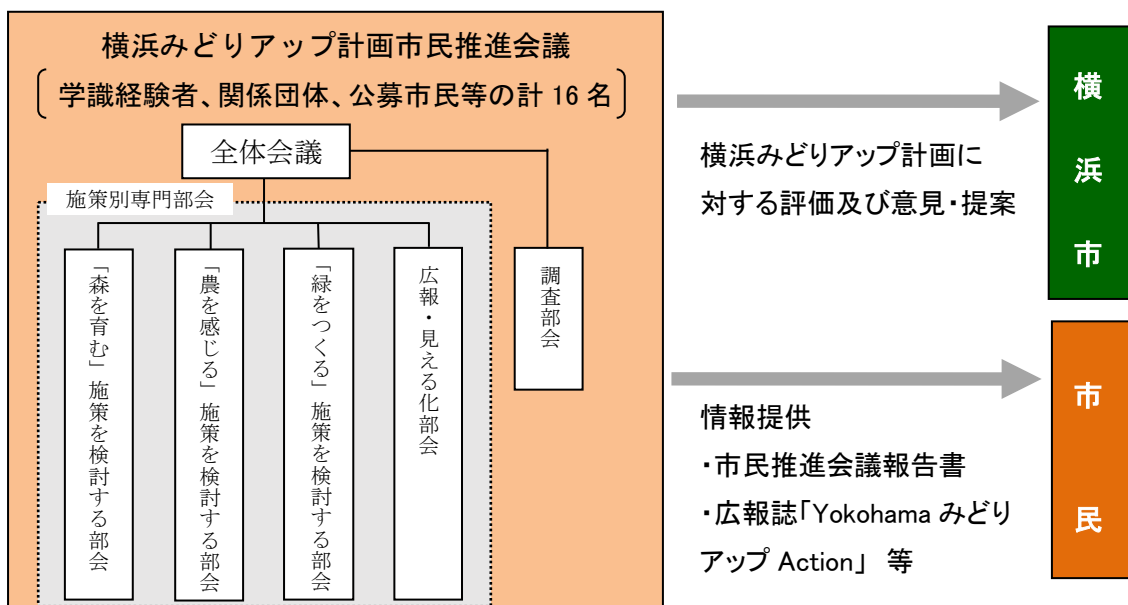 横浜みどりアップ計画市民推進会議
学識経験者、関係団体、公募市民等の計 16 名
全体会議
施策別専門部会
「森を育む」施策を検討する部会
「農を感じる」施策を検討する部会
「緑をつくる」施策を検討する部会
広報・見える化部会
調査部会
横浜みどりアップ計画に
対する評価及び意見・提案
横浜市
情報提供
・市民推進会議報告書
・広報誌「Yokohama みどり
アップ Action」 等
市民